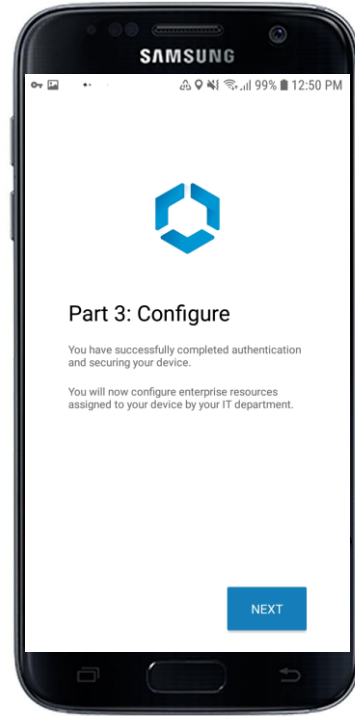 SAMSUNG
99% 12:50 PM
Part 3: Configure
You have successfully completed authentication
and securing your device.
You will now configure enterprise resources
assigned to your device by your IT department.
NEXT